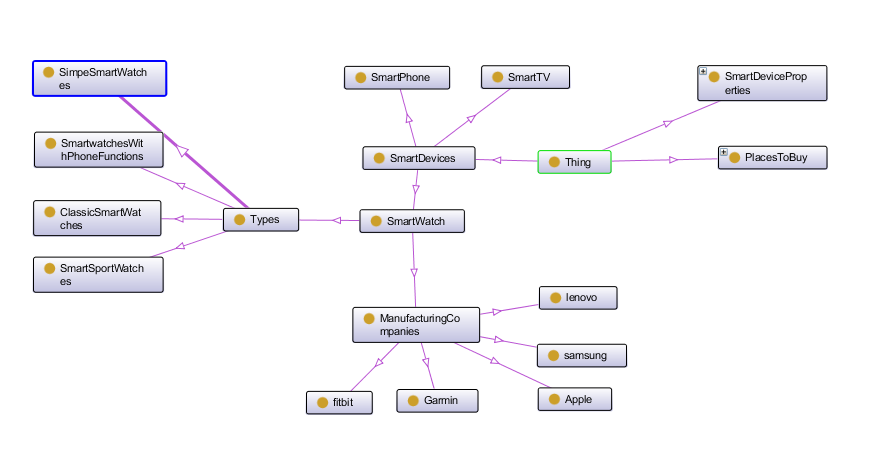 SimpeSmartWatch
es
SmartPhone
SmartTV
SmartDeviceProp
erties
SmartwatchesWit
hPhoneFunctions
SmartDevices
Thing
PlacesToBuy
ClassicSmartWat
ches
Types
SmartWatch
SmartSportWatch
es
lenovo
ManufacturingCo
mpanies
samsung
fitbit
Garmin
Apple